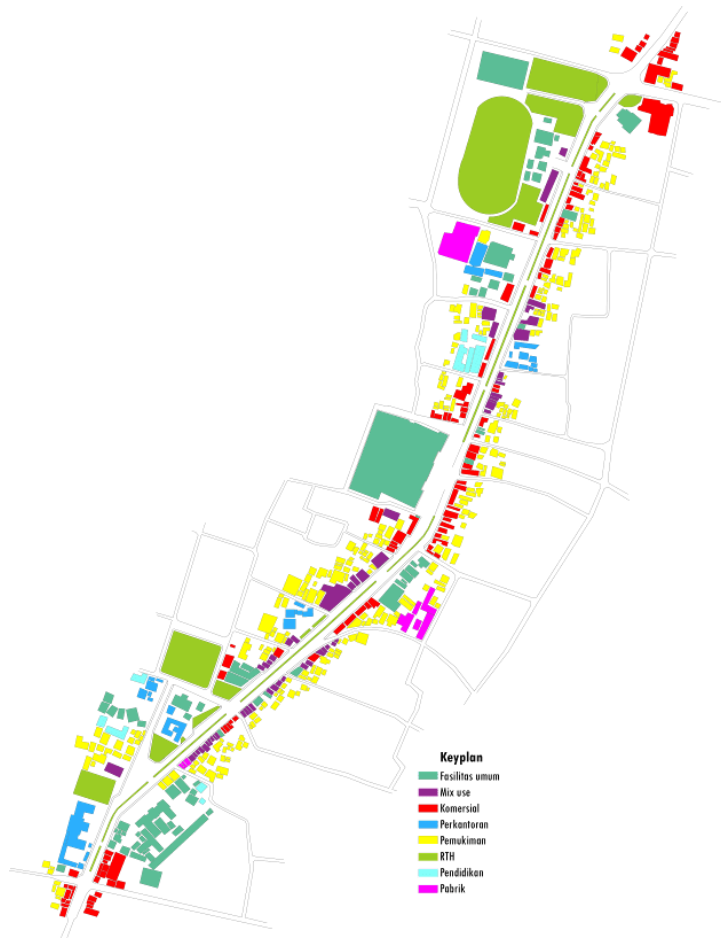 Keyplan
Fasilitas umum
Mix use
Komersial
Perkantoran
Pemukiman
RTH
Pendidikan
Pabrik